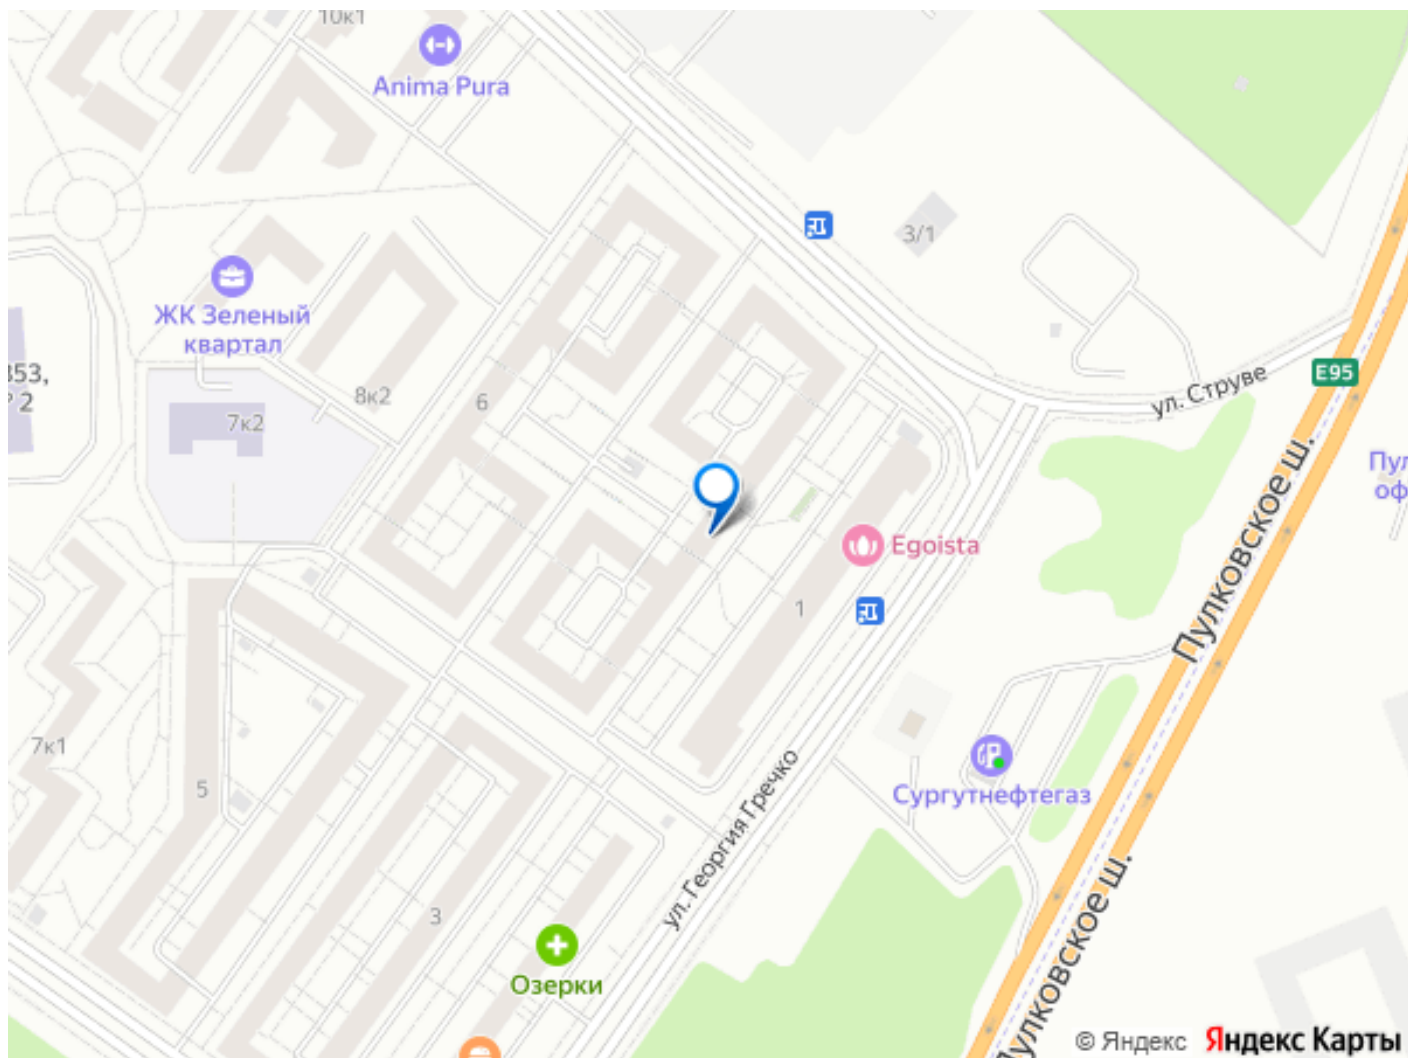 10к1
Anima Pura
3/1
ЖК Зеленый
квартал
353,
2
7к2
8к2
6
ул. Струве
E95
Пул
оф
Пулковское ш.
Egoista
1
7к1
5
Сургутнефтегаз
ул. Георгия Гречко
3
Озерки
Пулковское ш.
© Яндекс Яндекс Карты